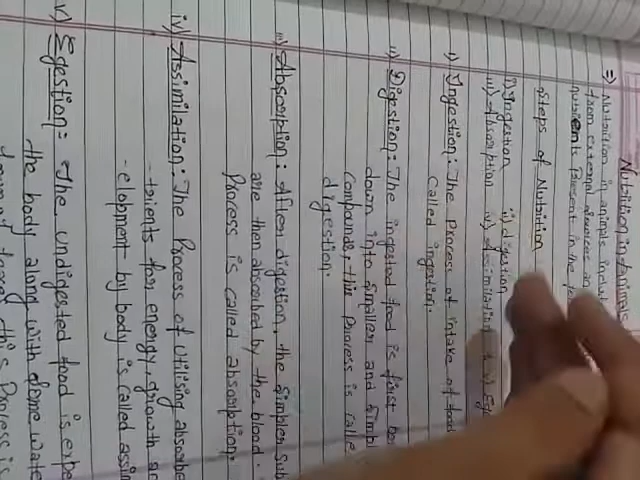 Nutrition in Animals
=) Nutrition in animals
from external sources an
nutrients present in the
Steps of Nutrition
i) Ingestion ii) digestion
iii) Absorption iv) Assimilation
i) Ingestion: The Process of intake of food
called ingestion.
ii) Digestion: The ingested food is first
down into smaller and
compounds, this Process is
digestion.
iii) Absorption: After digestion, the simpler sub
are then absorbed by the blood.
Process is called absorption.
iv) Assimilation: The Process of Utilising absorbe
-trients for energy, growth
-elopment by body is called assim
v) Egestion: The undigested food is expe
the body along with some wate
this Process is